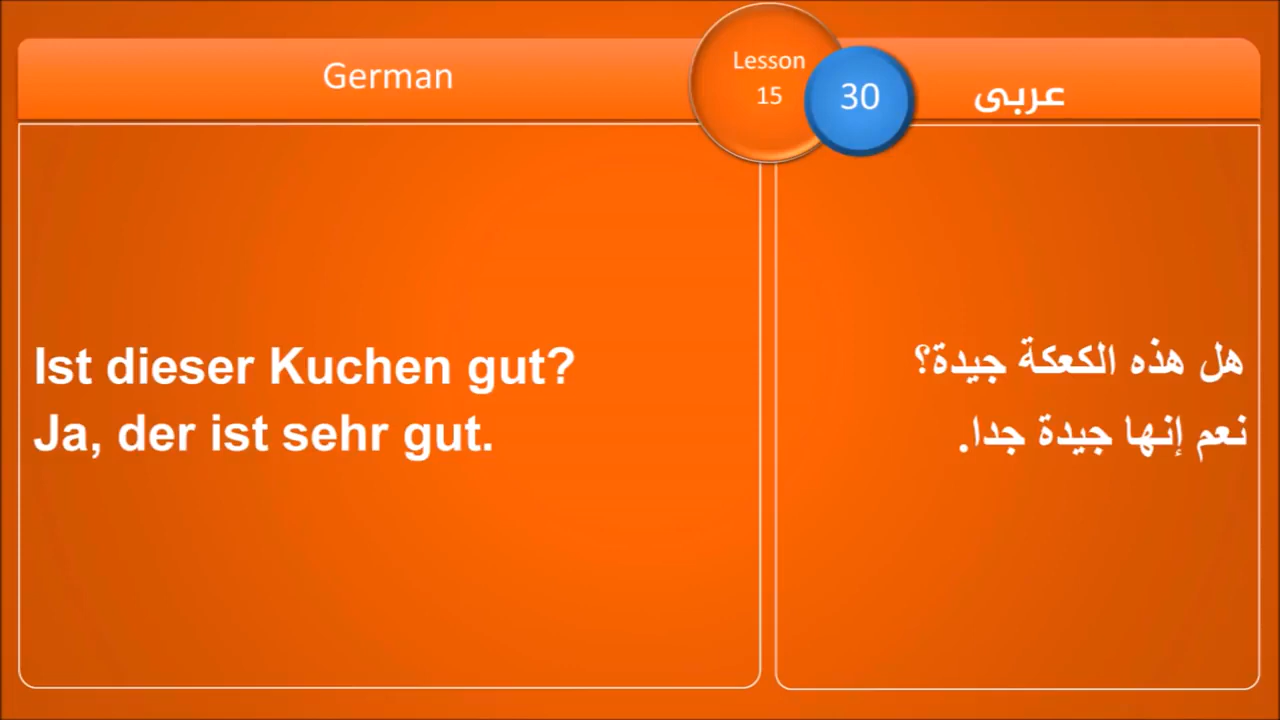 German
Lesson
15
30
عربى
Ist dieser Kuchen gut?
Ja, der ist sehr gut.
هل هذه الكعكة جيدة؟
نعم إنها جيدة جدا.